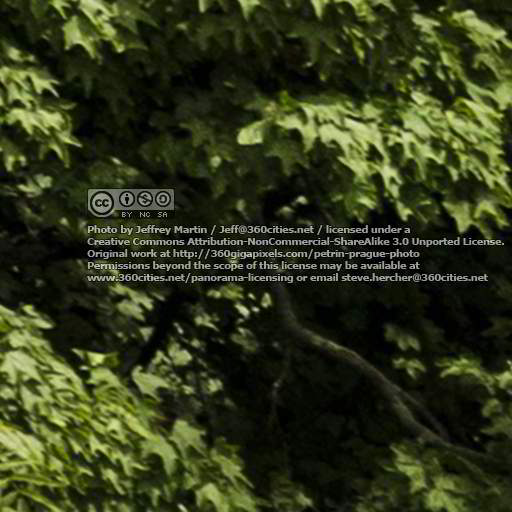 cc
BY NC SA
Photo by Jeffrey Martin / Jeff@360cities.net / licensed under a
Creative Commons Attribution-NonCommercial-ShareAlike 3.0 Unported License.
Original work at http://360gigapixels.com/petrin-prague-photo
Permissions beyond the scope of this license may be available at
www.360cities.net/panorama-licensing or email steve.hercher@360cities.net